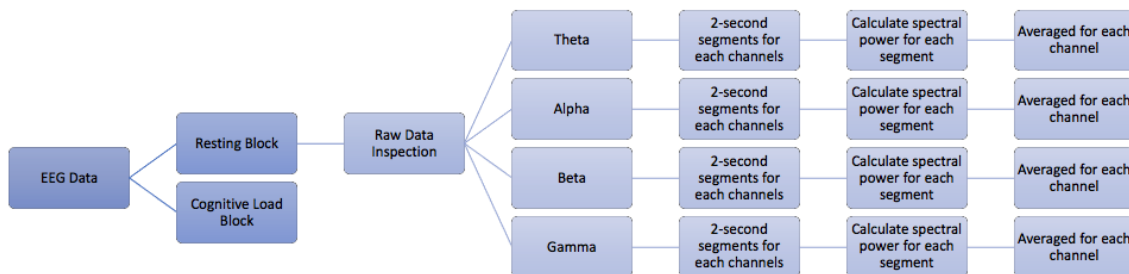 EEG Data
Resting Block
Cognitive Load
Block
Raw Data
Inspection
Theta
2-second
segments for
each channels
Calculate spectral
power for each
segment
Averaged for each
channel
Alpha
2-second
segments for
each channels
Calculate spectral
power for each
segment
Averaged for each
channel
Beta
2-second
segments for
each channels
Calculate spectral
power for each
segment
Averaged for each
channel
Gamma
2-second
segments for
each channels
Calculate spectral
power for each
segment
Averaged for each
channel